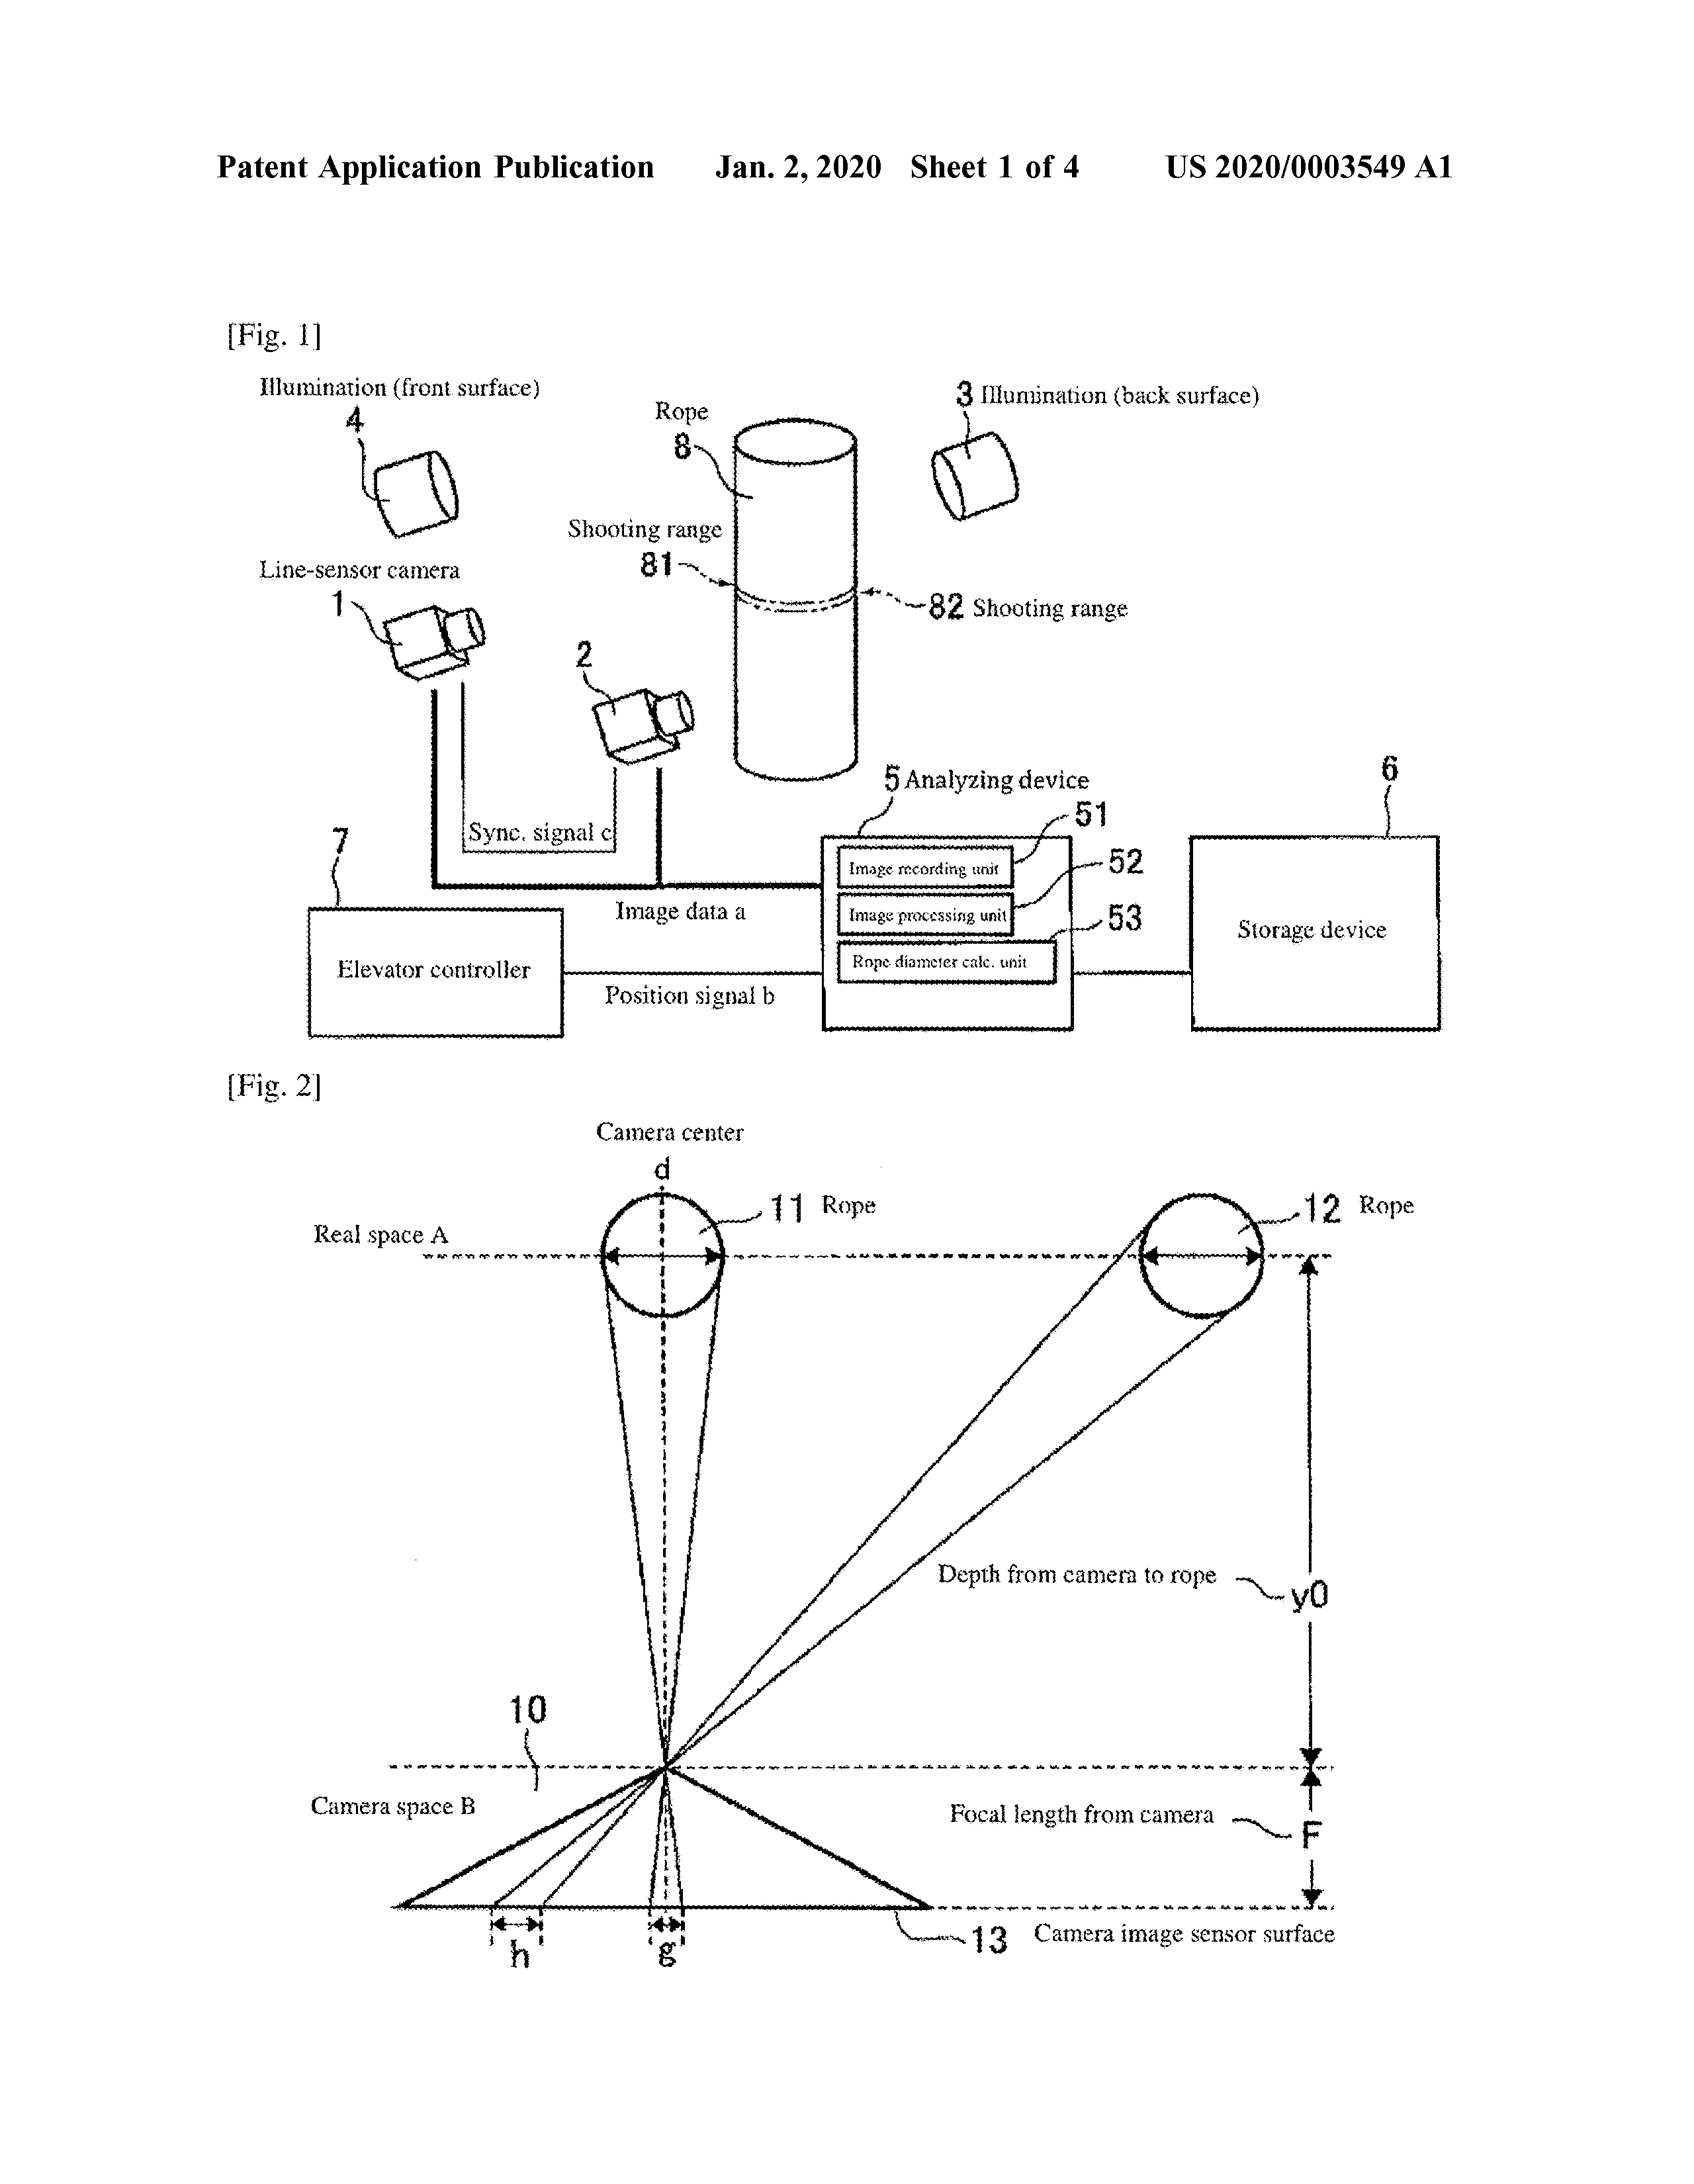 Patent Application Publication Jan. 2, 2020 Sheet 1 of 4 US 2020/0003549 A1
[Fig. 1]
Illumination (front surface)
4
Rope
8
3 Illumination (back surface)
Shooting range
81
82 Shooting range
Line-sensor camera
1
2
Sync. signal c
Image data a
7
Elevator controller
Position signal b
5 Analyzing device
51
Image recording unit
52
Image processing unit
53
Rope diameter calc. unit
6
Storage device
[Fig. 2]
Camera center
d
11 Rope
12 Rope
Real space A
Depth from camera to rope
y0
10
Camera space B
Focal length from camera
F
h
g
13 Camera image sensor surface